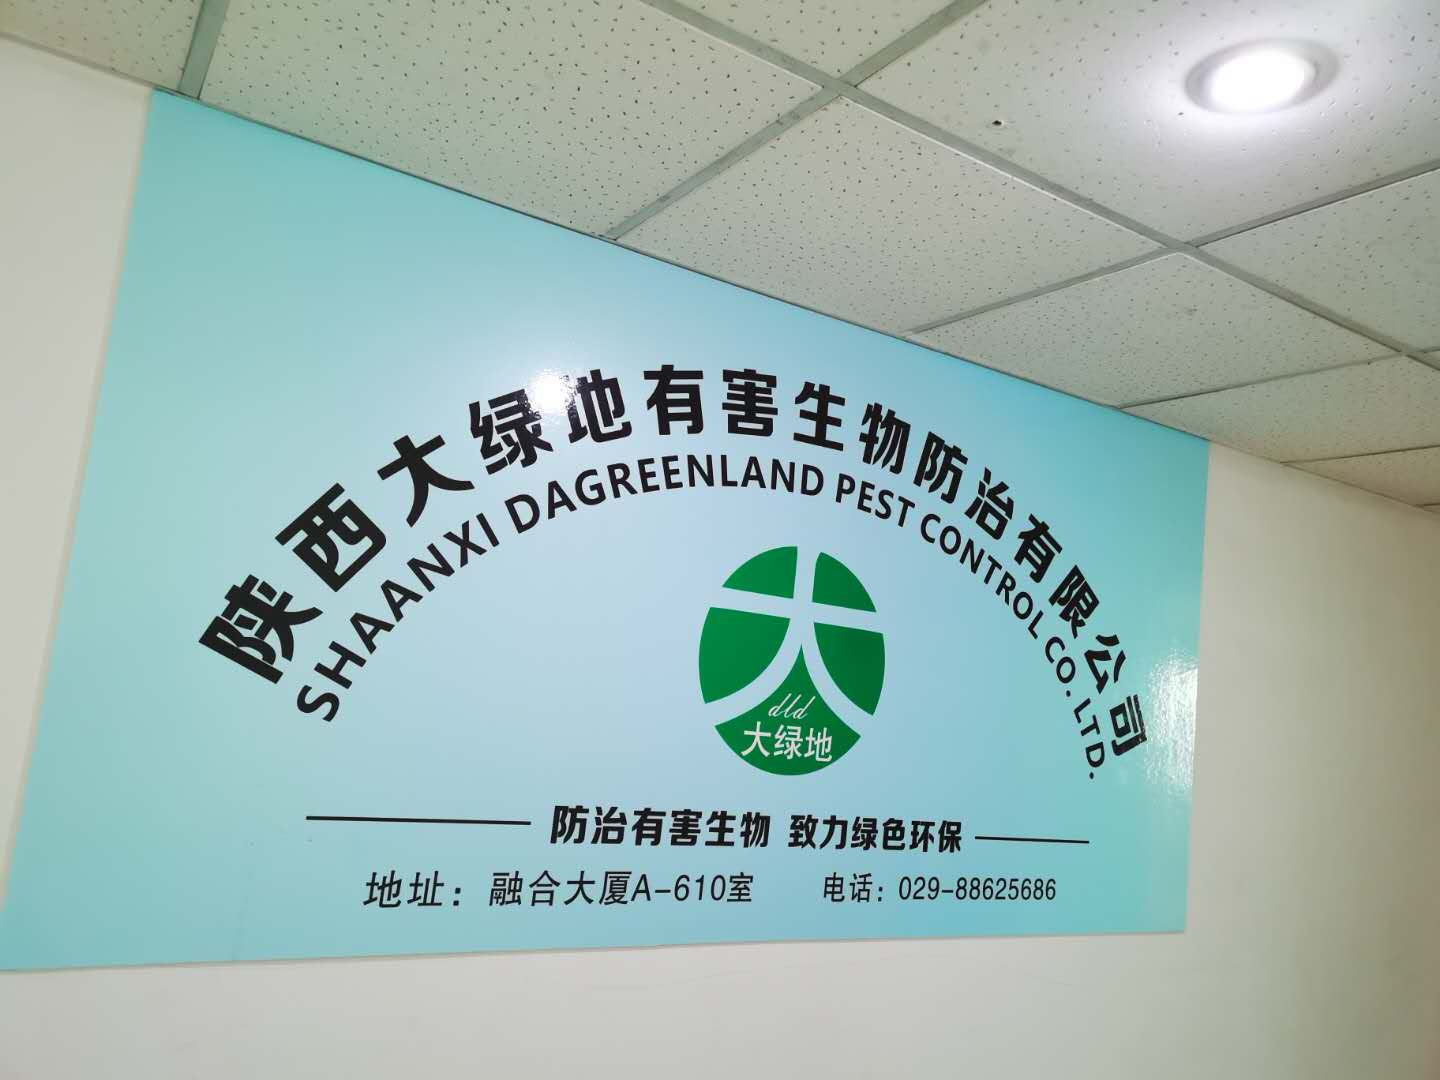 陕西大绿地有害生物防治有限公司
SHAANXI DAGREENLAND PEST CONTROL CO.LTD.
大
dld
大绿地
防治有害生物 致力绿色环保
地址：融合大厦A-610室 电话：029-88625686